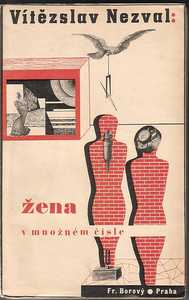 Vítězslav Nezval:
žena
v množném čísle
Fr. Borový ● Praha